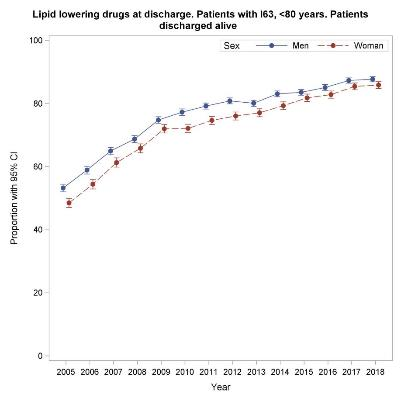 Lipid lowering drugs at discharge. Patients with I63, <80 years. Patients
discharged alive
Sex Men Woman
Proportion with 95% CI
100
80
60
40
20
0
2005 2006 2007 2008 2009 2010 2011 2012 2013 2014 2015 2016 2017 2018
Year